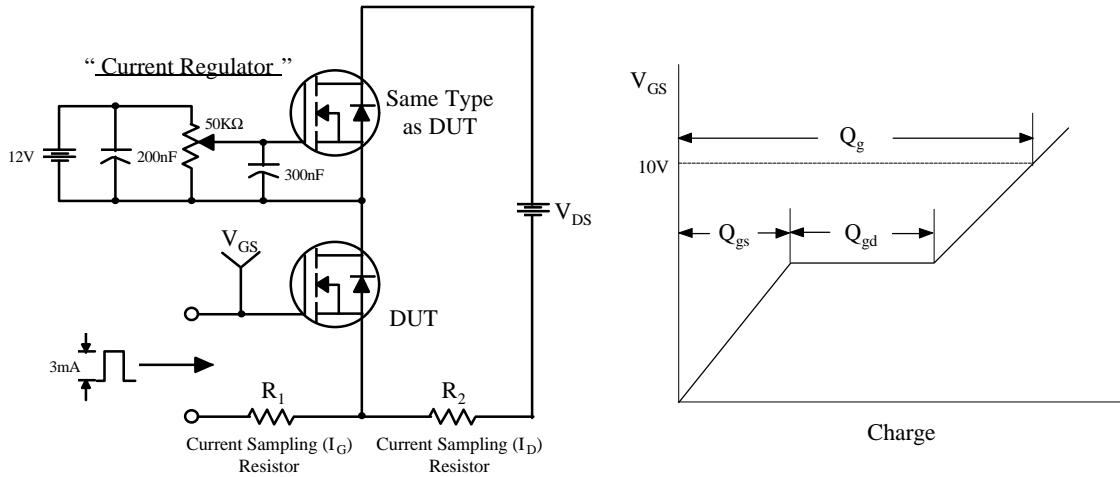 “ Current Regulator ”
12V
200nF
50KΩ
300nF
Same Type
as DUT
V_DS
V_GS
DUT
3mA
R_1
R_2
Current Sampling (I_G)
Resistor
Current Sampling (I_D)
Resistor
V_GS
Q_g
10V
Q_gs
Q_gd
Charge